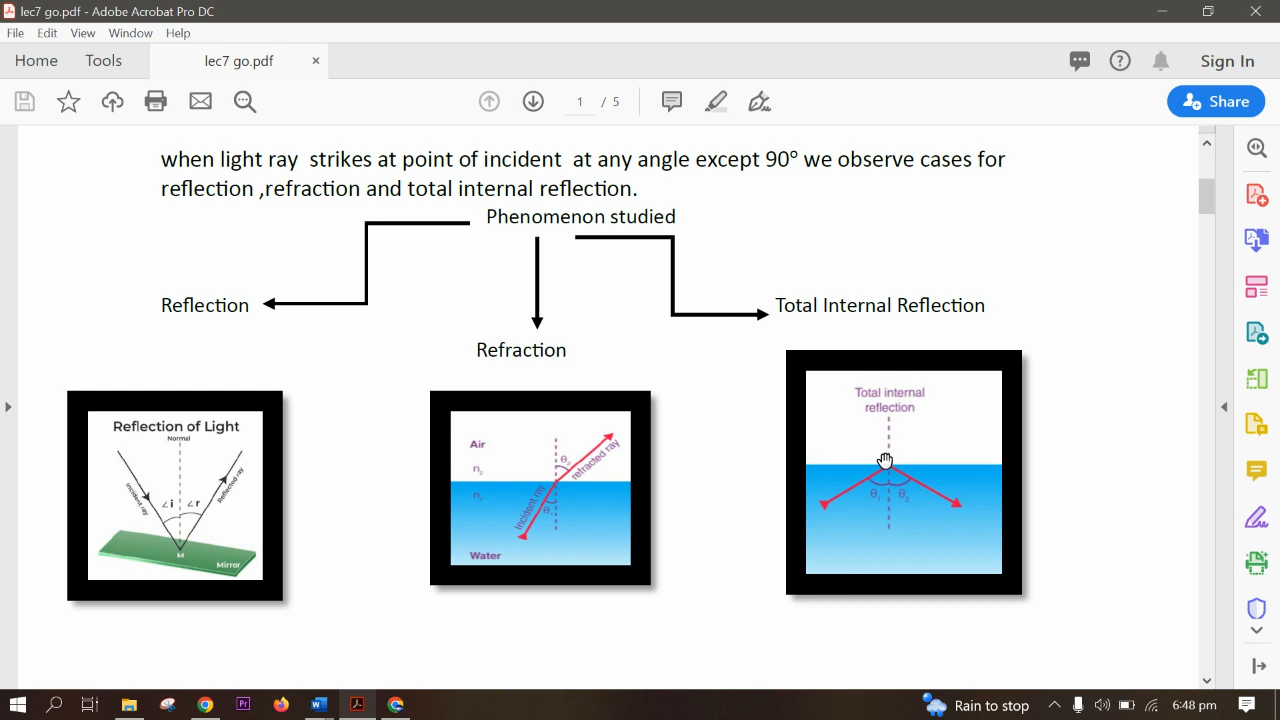 lec7 go.pdf - Adobe Acrobat Pro DC
File Edit View Window Help
Home Tools lec7 go.pdf × Sign In
1 / 5 Share
when light ray strikes at point of incident at any angle except 90° we observe cases for
reflection ,refraction and total internal reflection.
Phenomenon studied
Reflection
Total Internal Reflection
Refraction
Reflection of Light
Normal
Incident ray
∠i ∠r
Reflected ray
M
Mirror
Air
n₂
θ₂
refracted ray
n₁
Incident ray
θ₁
Water
Total internal
reflection
θ₁ θ₂
Pr
Rain to stop 6:48 pm